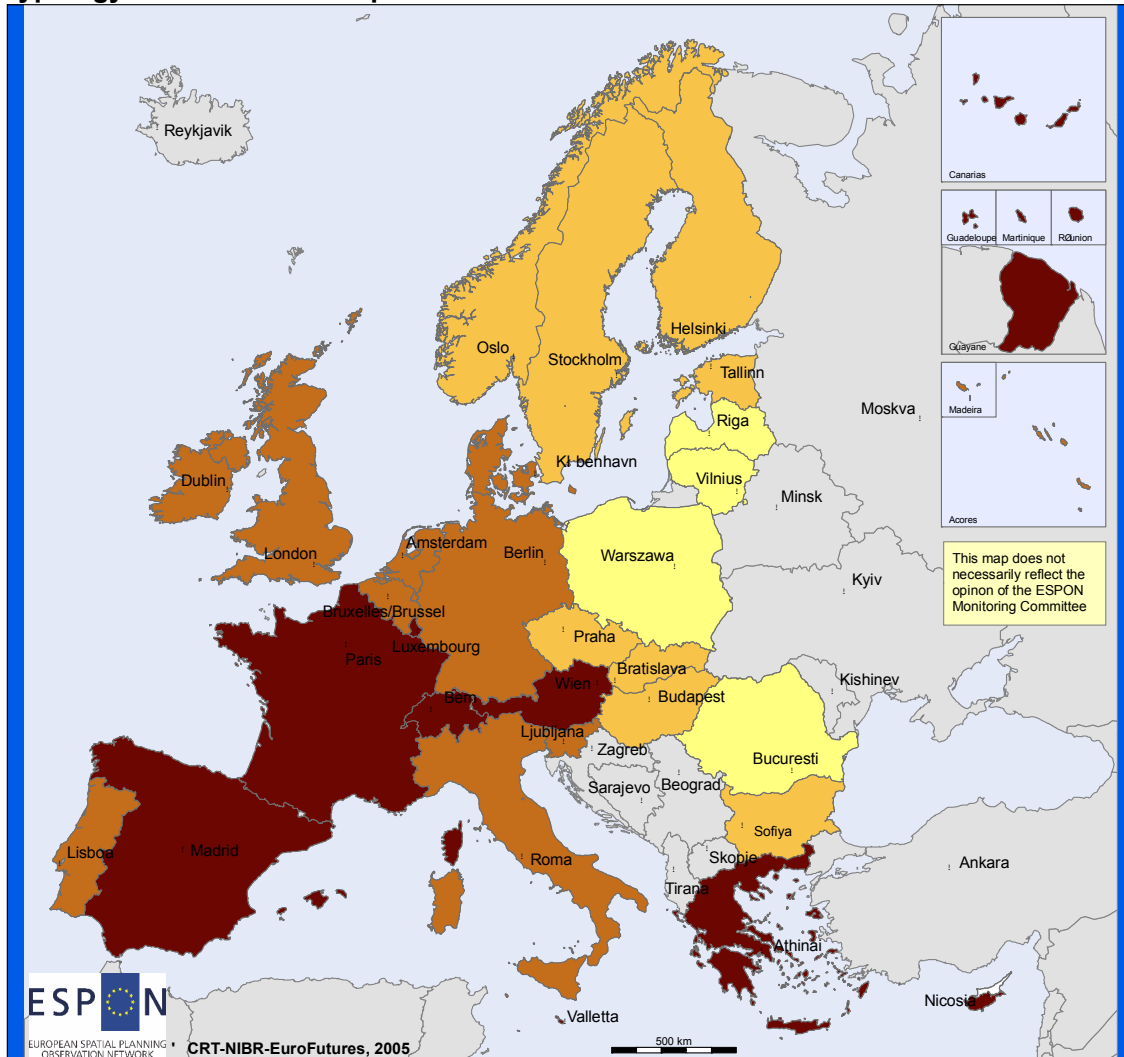 Reykjavik
Canarias
Guadeloupe Martinique RØunion
Guayane
Helsinki
Oslo
Stockholm
Tallinn
Madeira
Moskva
Riga
KI benhavn
Vilnius
Dublin
Minsk
Acores
Amsterdam
Berlin
London
Warszawa
This map does not
necessarily reflect the
opinon of the ESPON
Monitoring Committee
Kyiv
Bruxelles/Brussel
Praha
Luxembourg
Paris
Bratislava
Wien
Kishinev
Bern
Budapest
Ljubljana
Zagreb
Bucuresti
Sarajevo
Beograd
Sofiya
Lisboa
Madrid
Roma
Skopje
Ankara
Tirana
Athinai
Nicosia
ESPON
Valletta
EUROPEAN SPATIAL PLANNING
OBSERVATION NETWORK
CRT-NIBR-EuroFutures, 2005
500 km